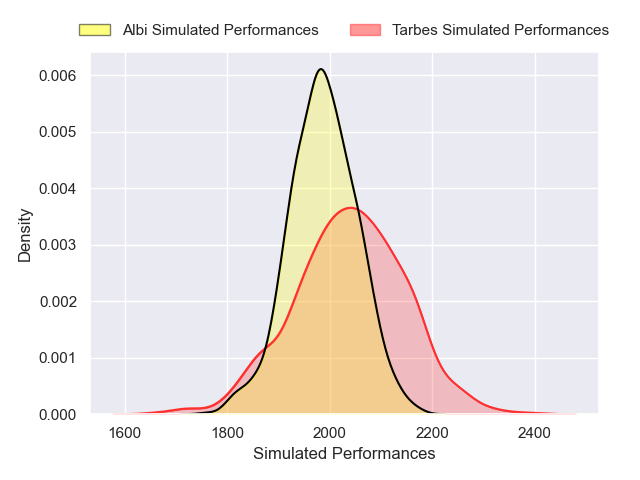 Albi Simulated Performances Tarbes Simulated Performances
0.006
0.005
0.004
0.003
0.002
0.001
0.000
Density
1600 1800 2000 2200 2400
Simulated Performances